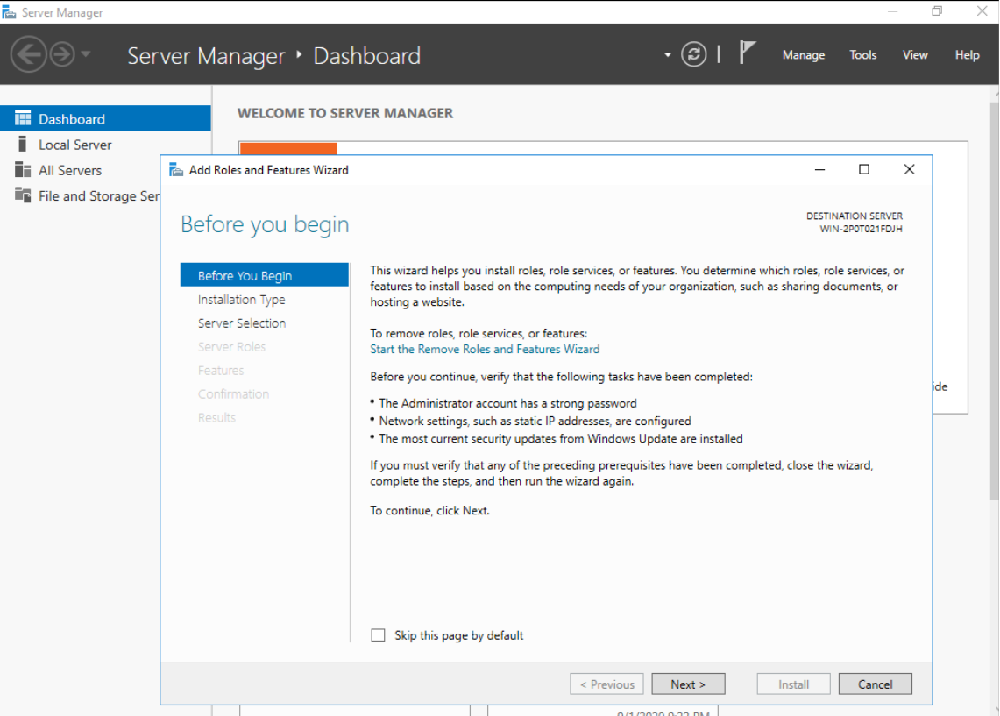 Server Manager
Server Manager ‣ Dashboard
Manage Tools View Help
Dashboard
Local Server
All Servers
File and Storage Ser
WELCOME TO SERVER MANAGER
Add Roles and Features Wizard
Before you begin
DESTINATION SERVER
WIN-2P0T021FDJH
Before You Begin
Installation Type
Server Selection
Server Roles
Features
Confirmation
Results
This wizard helps you install roles, role services, or features. You determine which roles, role services, or
features to install based on the computing needs of your organization, such as sharing documents, or
hosting a website.
To remove roles, role services, or features:
Start the Remove Roles and Features Wizard
Before you continue, verify that the following tasks have been completed:
• The Administrator account has a strong password
• Network settings, such as static IP addresses, are configured
• The most current security updates from Windows Update are installed
If you must verify that any of the preceding prerequisites have been completed, close the wizard,
complete the steps, and then run the wizard again.
To continue, click Next.
Skip this page by default
< Previous Next > Install Cancel
ide